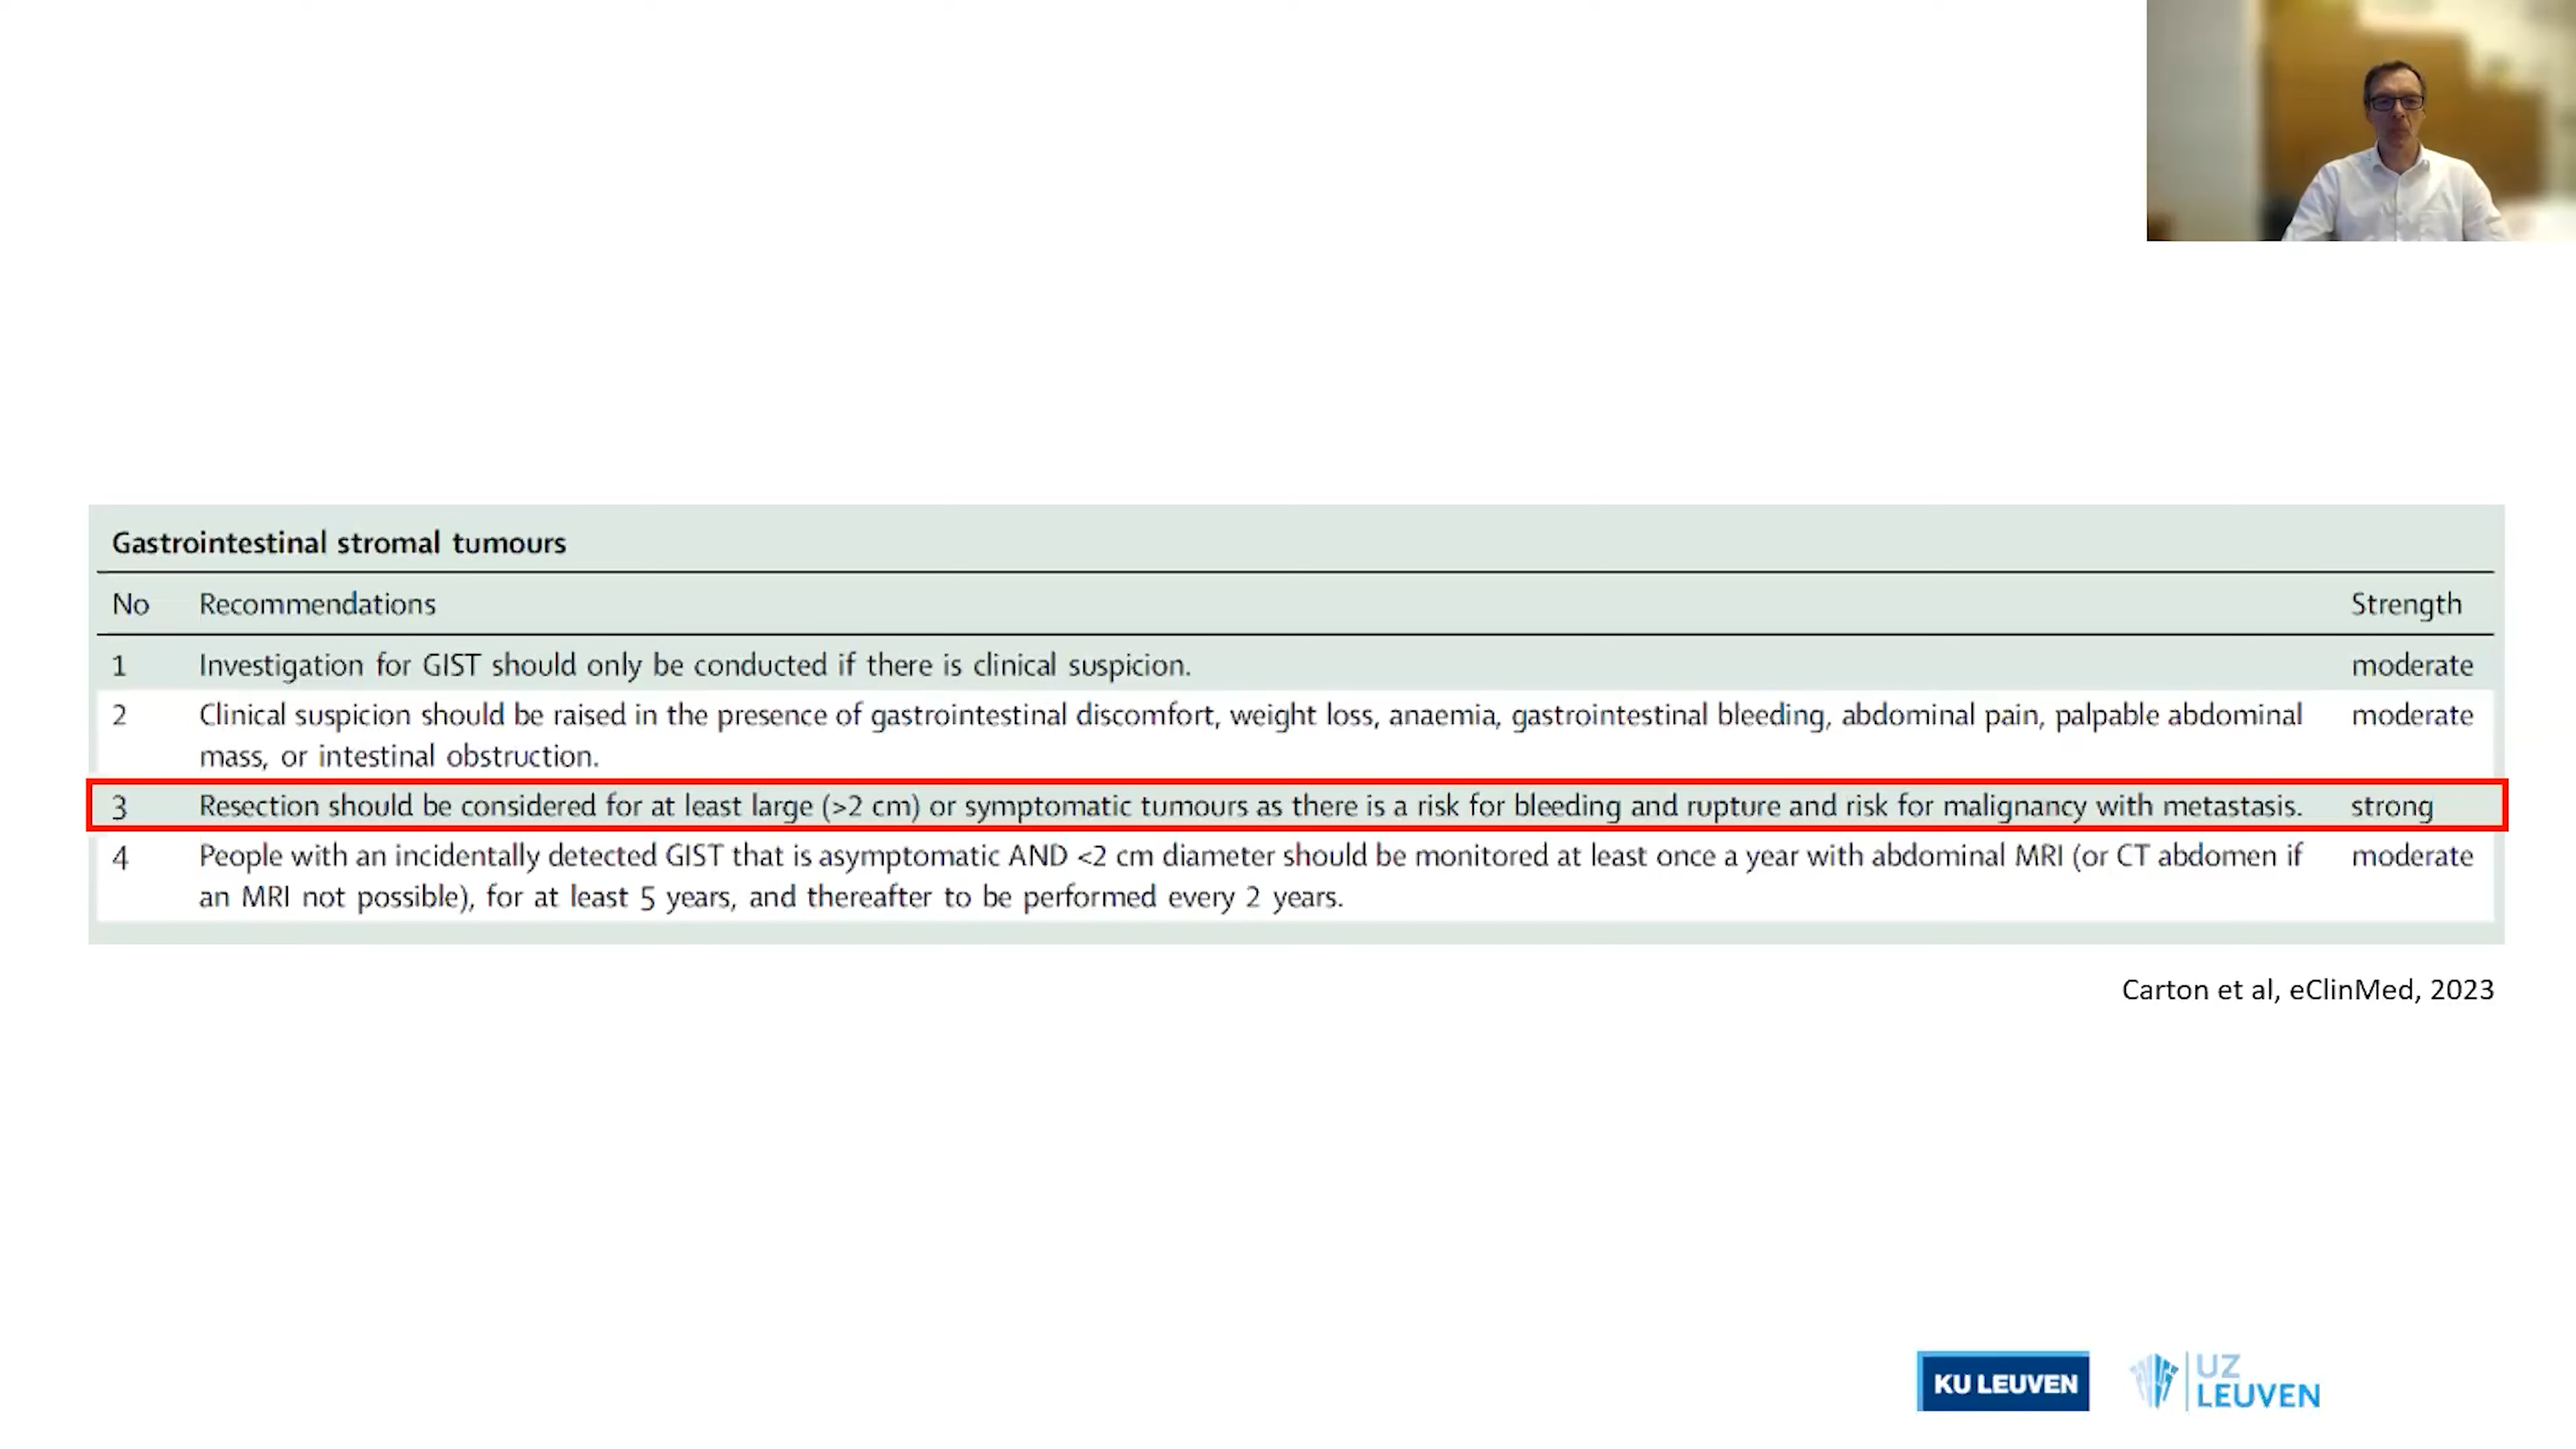 Gastrointestinal stromal tumours
No Recommendations Strength
1 Investigation for GIST should only be conducted if there is clinical suspicion. moderate
2 Clinical suspicion should be raised in the presence of gastrointestinal discomfort, weight loss, anaemia, gastrointestinal bleeding, abdominal pain, palpable abdominal moderate
mass, or intestinal obstruction.
3 Resection should be considered for at least large (>2 cm) or symptomatic tumours as there is a risk for bleeding and rupture and risk for malignancy with metastasis. strong
4 People with an incidentally detected GIST that is asymptomatic AND <2 cm diameter should be monitored at least once a year with abdominal MRI (or CT abdomen if moderate
an MRI not possible), for at least 5 years, and thereafter to be performed every 2 years.
Carton et al, eClinMed, 2023
KU LEUVEN
UZ
LEUVEN